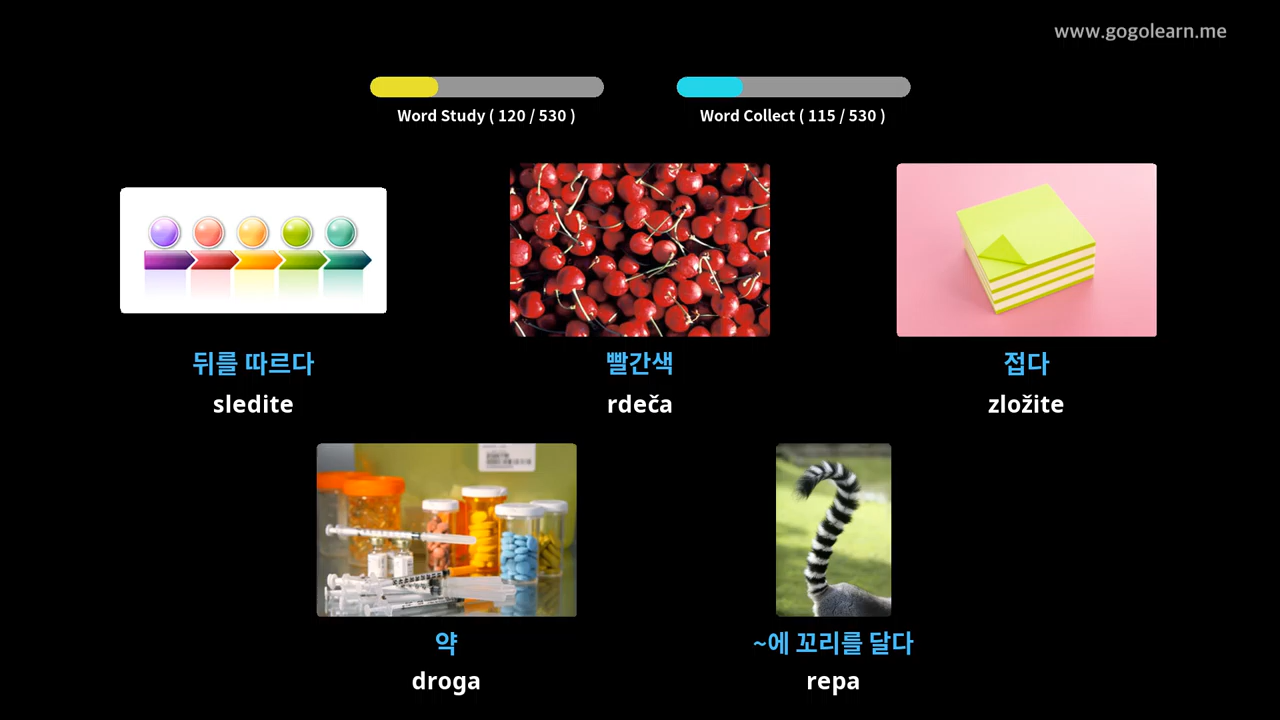 www.gogolearn.me
Word Study ( 120 / 530 )
Word Collect ( 115 / 530 )
뒤를 따르다
sledite
빨간색
rdeča
접다
zložite
약
droga
~에 꼬리를 달다
repa